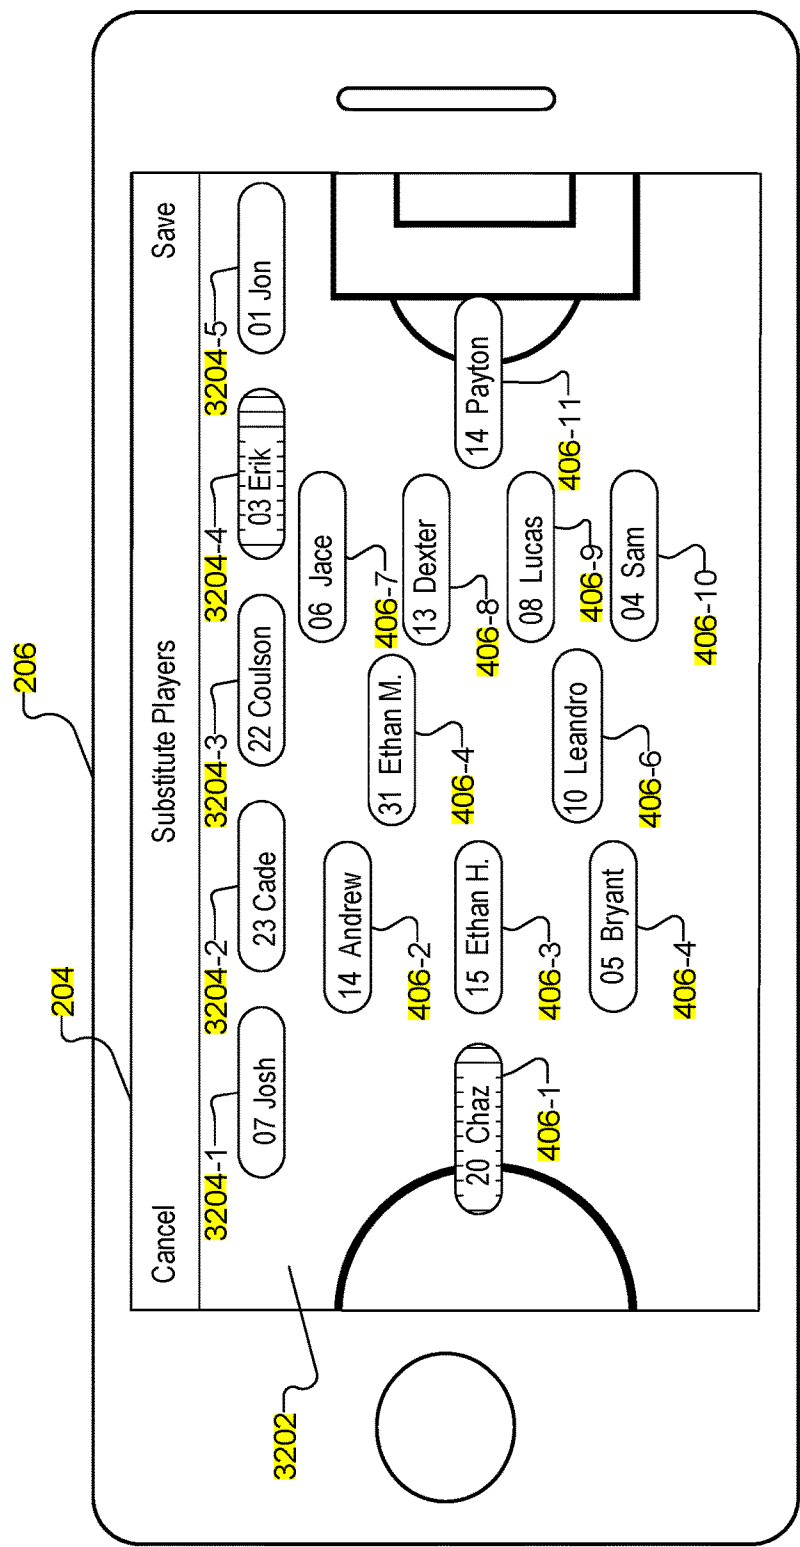 206
204
Cancel
Substitute Players
Save
3204-1
3204-2
3204-3
3204-4
3204-5
07 Josh
23 Cade
22 Coulson
03 Erik
01 Jon
3202
06 Jace
406-7
14 Andrew
406-2
31 Ethan M.
406-4
13 Dexter
406-8
20 Chaz
406-1
15 Ethan H.
406-3
14 Payton
406-11
08 Lucas
406-9
10 Leandro
406-6
05 Bryant
406-4
04 Sam
406-10